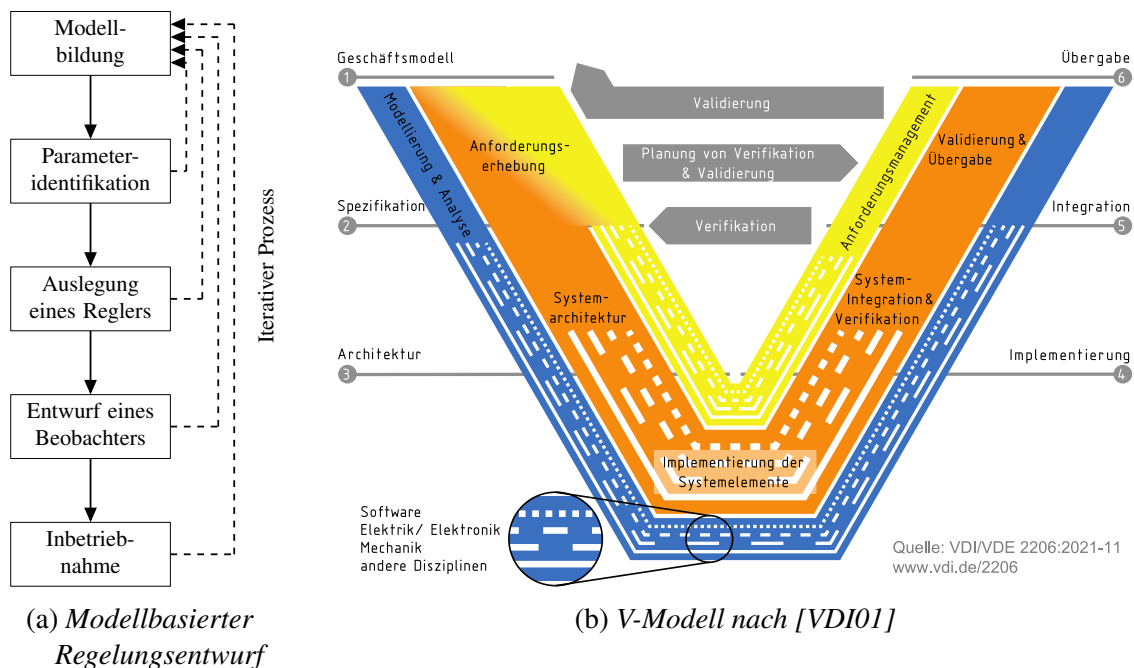 Modell-
bildung
Parameter-
identifikation
Auslegung
eines Reglers
Entwurf eines
Beobachters
Inbetrieb-
nahme
Iterativer Prozess
(a) Modellbasierter
Regelungsentwurf
Geschäftsmodell
1
Übergabe
6
Validierung
Modellierung & Analyse
Anforderungs-
erhebung
Planung von Verifikation
& Validierung
Anforderungsmanagement
Validierung &
Übergabe
Spezifikation
2
Verifikation
Integration
5
System-
architektur
System-
Integration &
Verifikation
Architektur
3
Implementierung
4
Implementierung der
Systemelemente
Software
Elektrik/ Elektronik
Mechanik
andere Disziplinen
Quelle: VDI/VDE 2206:2021-11
www.vdi.de/2206
(b) V-Modell nach [VDI01]